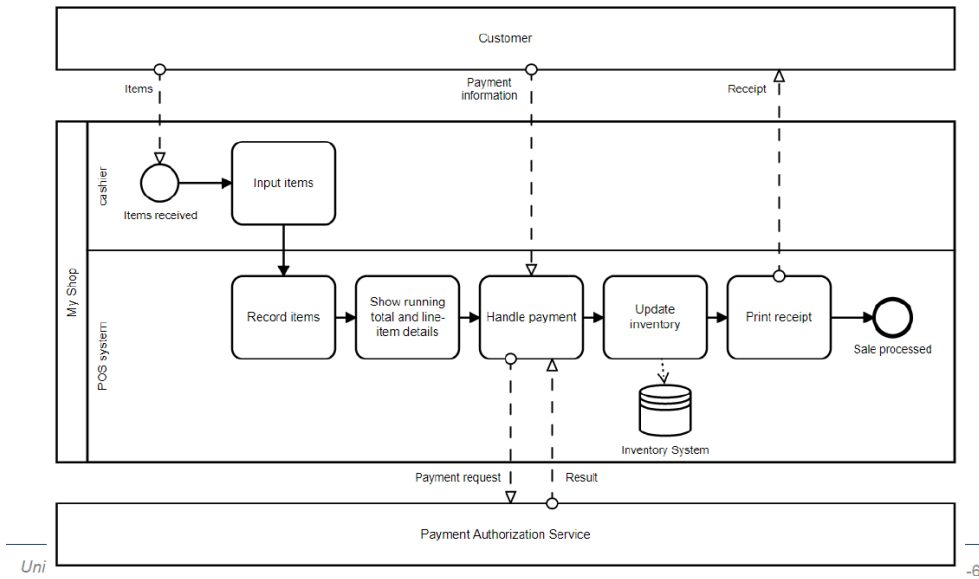 Customer
Items
Payment
information
Receipt
My Shop
cashier
Items received
Input items
POS system
Record items
Show running
total and line-
item details
Handle payment
Update
inventory
Print receipt
Sale processed
Inventory System
Payment request
Result
Payment Authorization Service
Uni
-6